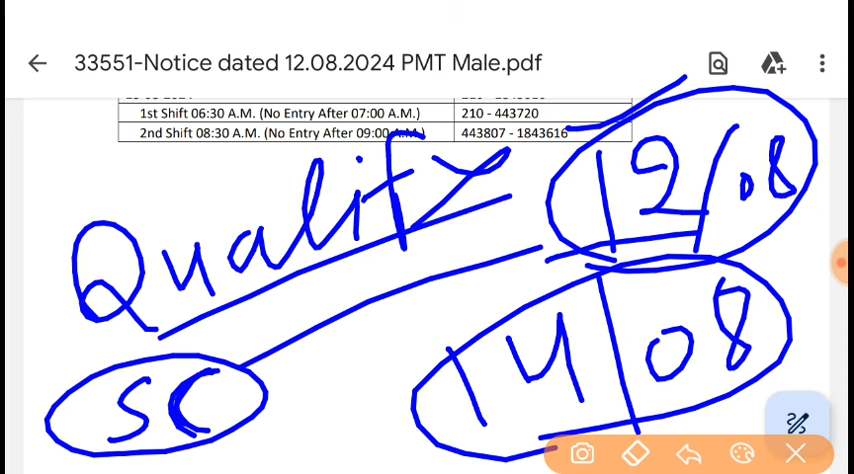 33551-Notice dated 12.08.2024 PMT Male.pdf
1st Shift 06:30 A.M. (No Entry After 07:00 A.M.) 210 - 443720
2nd Shift 08:30 A.M. (No Entry After 09:00 A.M.) 443807 - 1843616
Qualify 12/08
14/08
SC